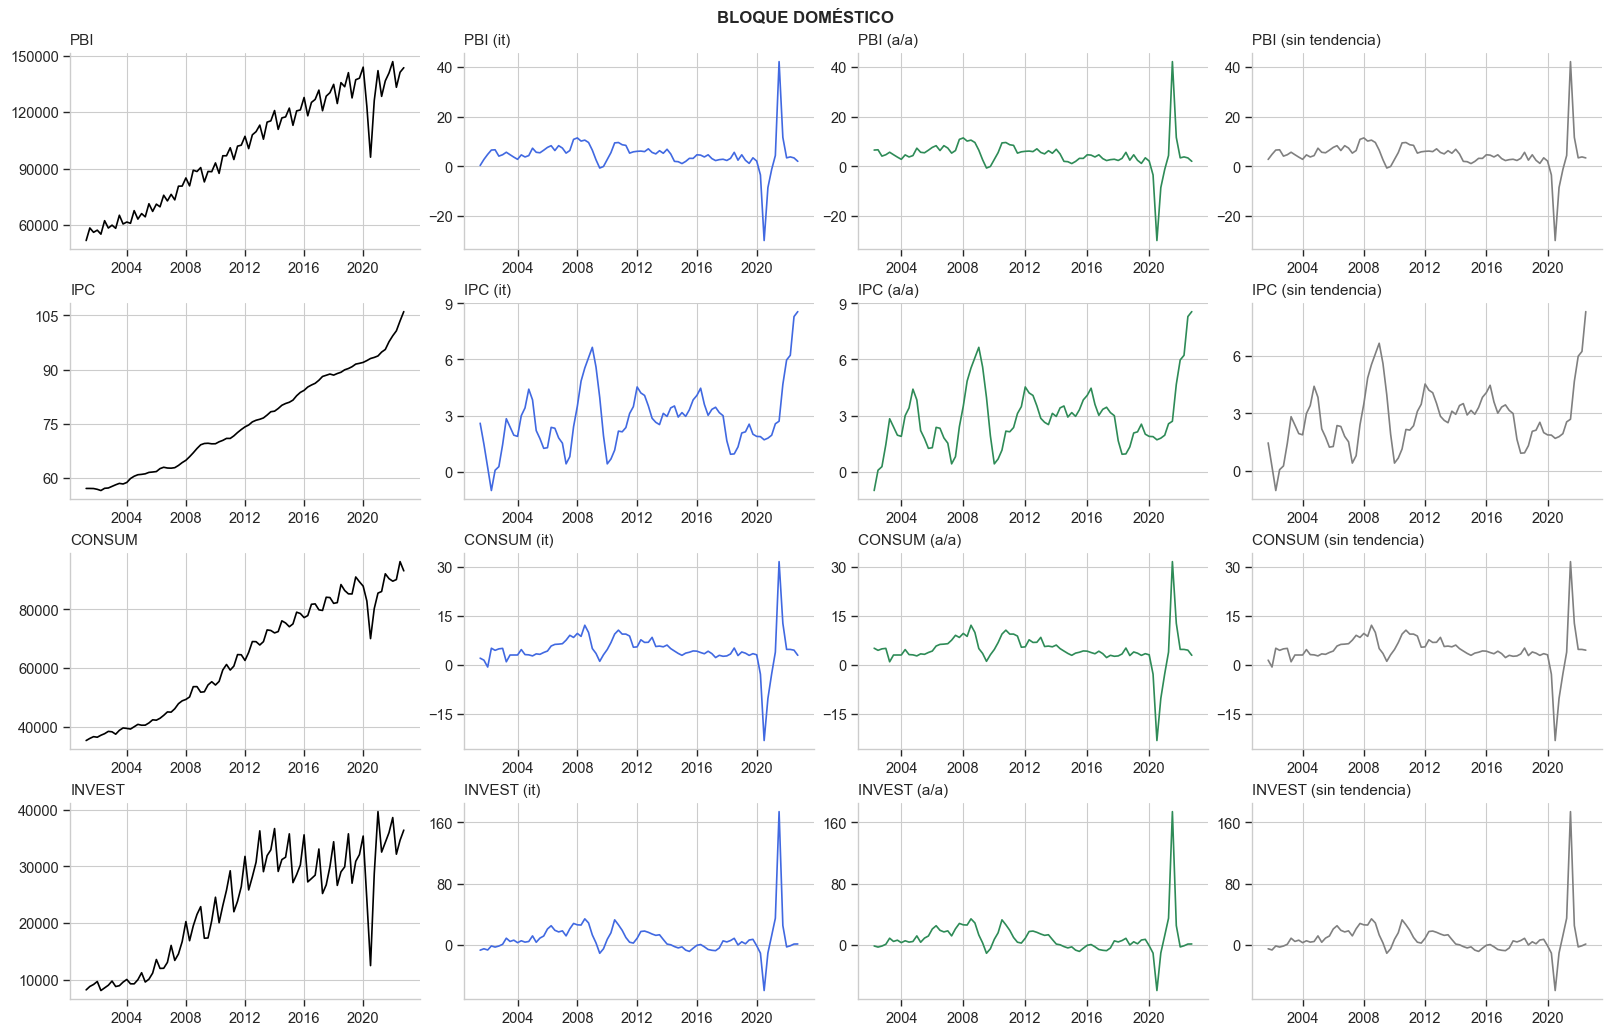 BLOQUE DOMÉSTICO
PBI
PBI (it)
PBI (a/a)
PBI (sin tendencia)
150000
120000
90000
60000
2004 2008 2012 2016 2020
40
20
0
−20
2004 2008 2012 2016 2020
40
20
0
−20
2004 2008 2012 2016 2020
40
20
0
−20
2004 2008 2012 2016 2020
IPC
IPC (it)
IPC (a/a)
IPC (sin tendencia)
105
90
75
60
2004 2008 2012 2016 2020
9
6
3
0
2004 2008 2012 2016 2020
9
6
3
0
2004 2008 2012 2016 2020
6
3
0
2004 2008 2012 2016 2020
CONSUM
CONSUM (it)
CONSUM (a/a)
CONSUM (sin tendencia)
80000
60000
40000
2004 2008 2012 2016 2020
30
15
0
−15
2004 2008 2012 2016 2020
30
15
0
−15
2004 2008 2012 2016 2020
30
15
0
−15
2004 2008 2012 2016 2020
INVEST
INVEST (it)
INVEST (a/a)
INVEST (sin tendencia)
40000
30000
20000
10000
2004 2008 2012 2016 2020
160
80
0
2004 2008 2012 2016 2020
160
80
0
2004 2008 2012 2016 2020
160
80
0
2004 2008 2012 2016 2020